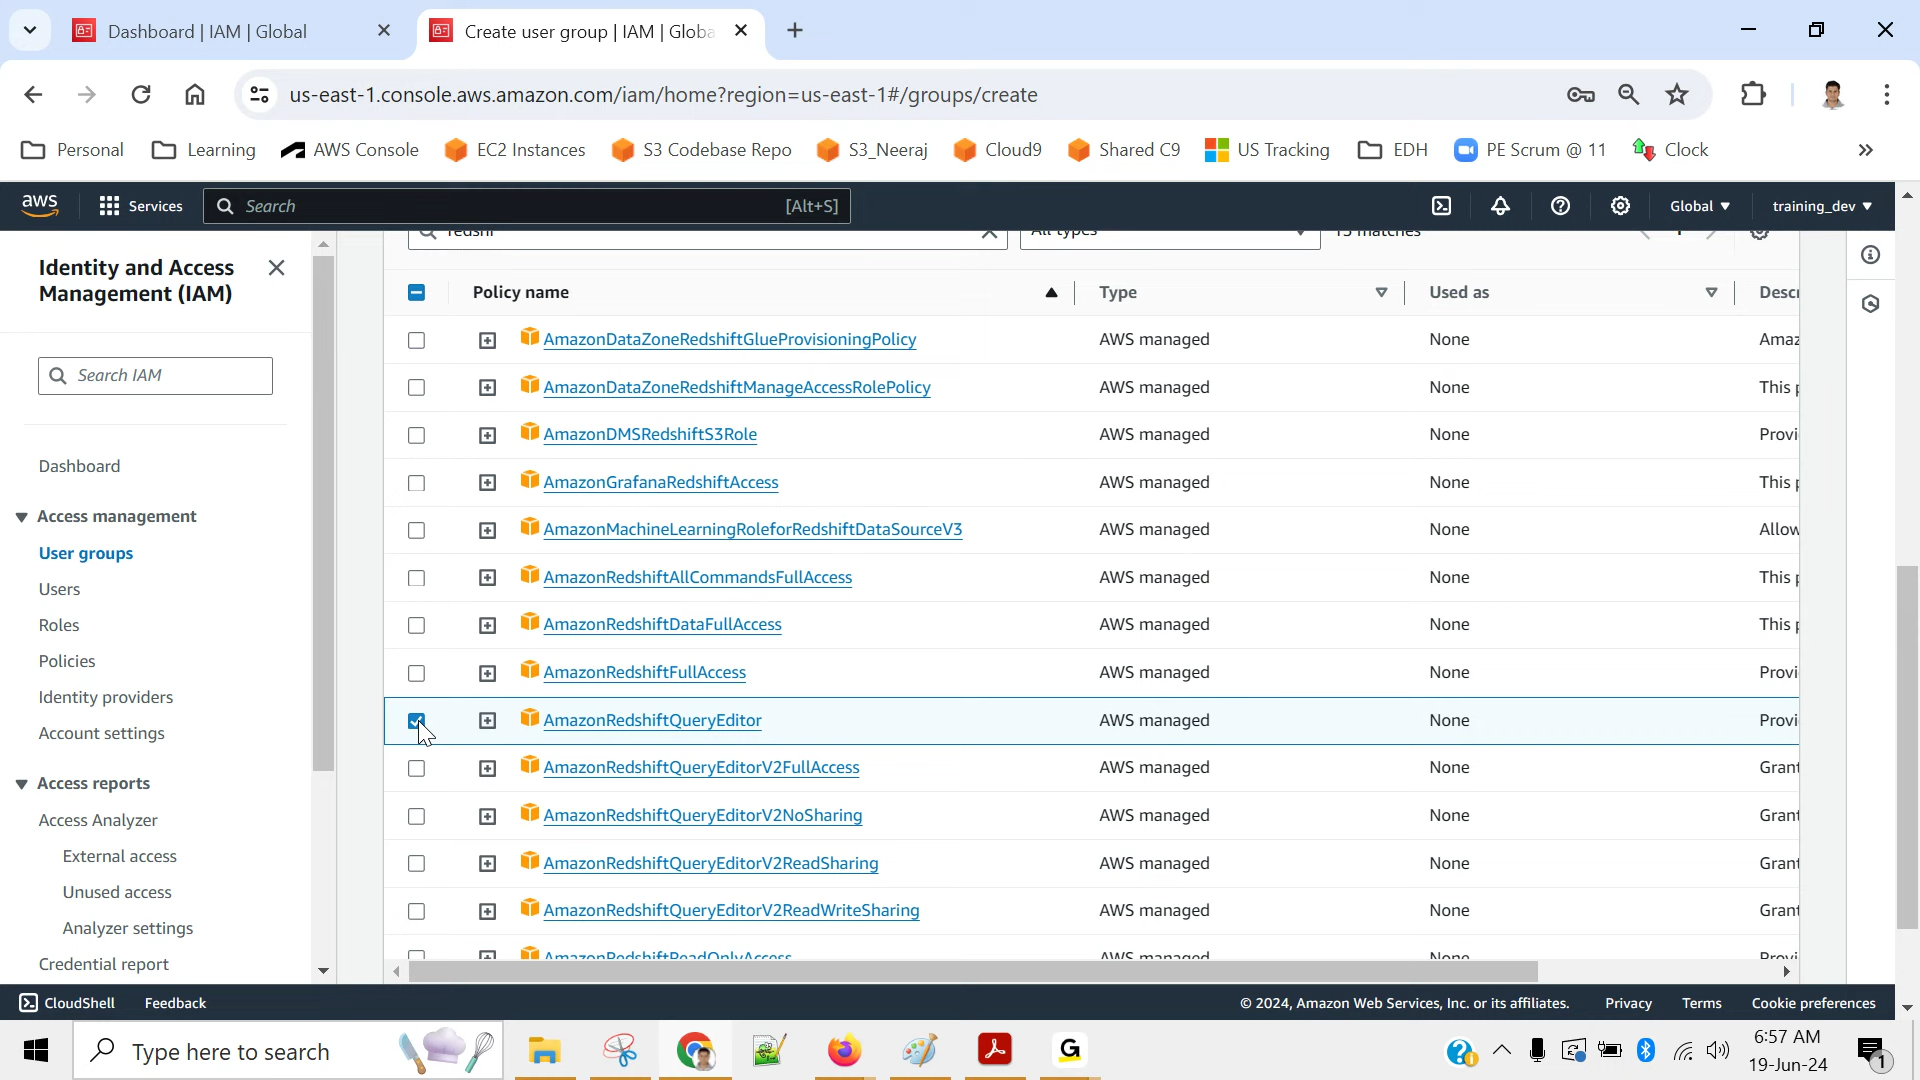 Dashboard | IAM | Global
Create user group | IAM | Globa
us-east-1.console.aws.amazon.com/iam/home?region=us-east-1#/groups/create
Personal
Learning
AWS Console
EC2 Instances
S3 Codebase Repo
S3_Neeraj
Cloud9
Shared C9
US Tracking
EDH
PE Scrum @ 11
Clock
aws
Services
Search
[Alt+S]
Global
training_dev
Identity and Access
Management (IAM)
Search IAM
Dashboard
Access management
User groups
Users
Roles
Policies
Identity providers
Account settings
Access reports
Access Analyzer
External access
Unused access
Analyzer settings
Credential report
redshi
All types
matches
Policy name Type Used as Descr
AmazonDataZoneRedshiftGlueProvisioningPolicy AWS managed None Amaz
AmazonDataZoneRedshiftManageAccessRolePolicy AWS managed None This p
AmazonDMSRedshiftS3Role AWS managed None Provi
AmazonGrafanaRedshiftAccess AWS managed None This p
AmazonMachineLearningRoleforRedshiftDataSourceV3 AWS managed None Allow
AmazonRedshiftAllCommandsFullAccess AWS managed None This p
AmazonRedshiftDataFullAccess AWS managed None This p
AmazonRedshiftFullAccess AWS managed None Provi
AmazonRedshiftQueryEditor AWS managed None Provi
AmazonRedshiftQueryEditorV2FullAccess AWS managed None Grant
AmazonRedshiftQueryEditorV2NoSharing AWS managed None Grant
AmazonRedshiftQueryEditorV2ReadSharing AWS managed None Grant
AmazonRedshiftQueryEditorV2ReadWriteSharing AWS managed None Grant
AmazonRedshiftReadOnlyAccess AWS managed None Provi
CloudShell
Feedback
© 2024, Amazon Web Services, Inc. or its affiliates.
Privacy
Terms
Cookie preferences
Type here to search
6:57 AM
19-Jun-24
1